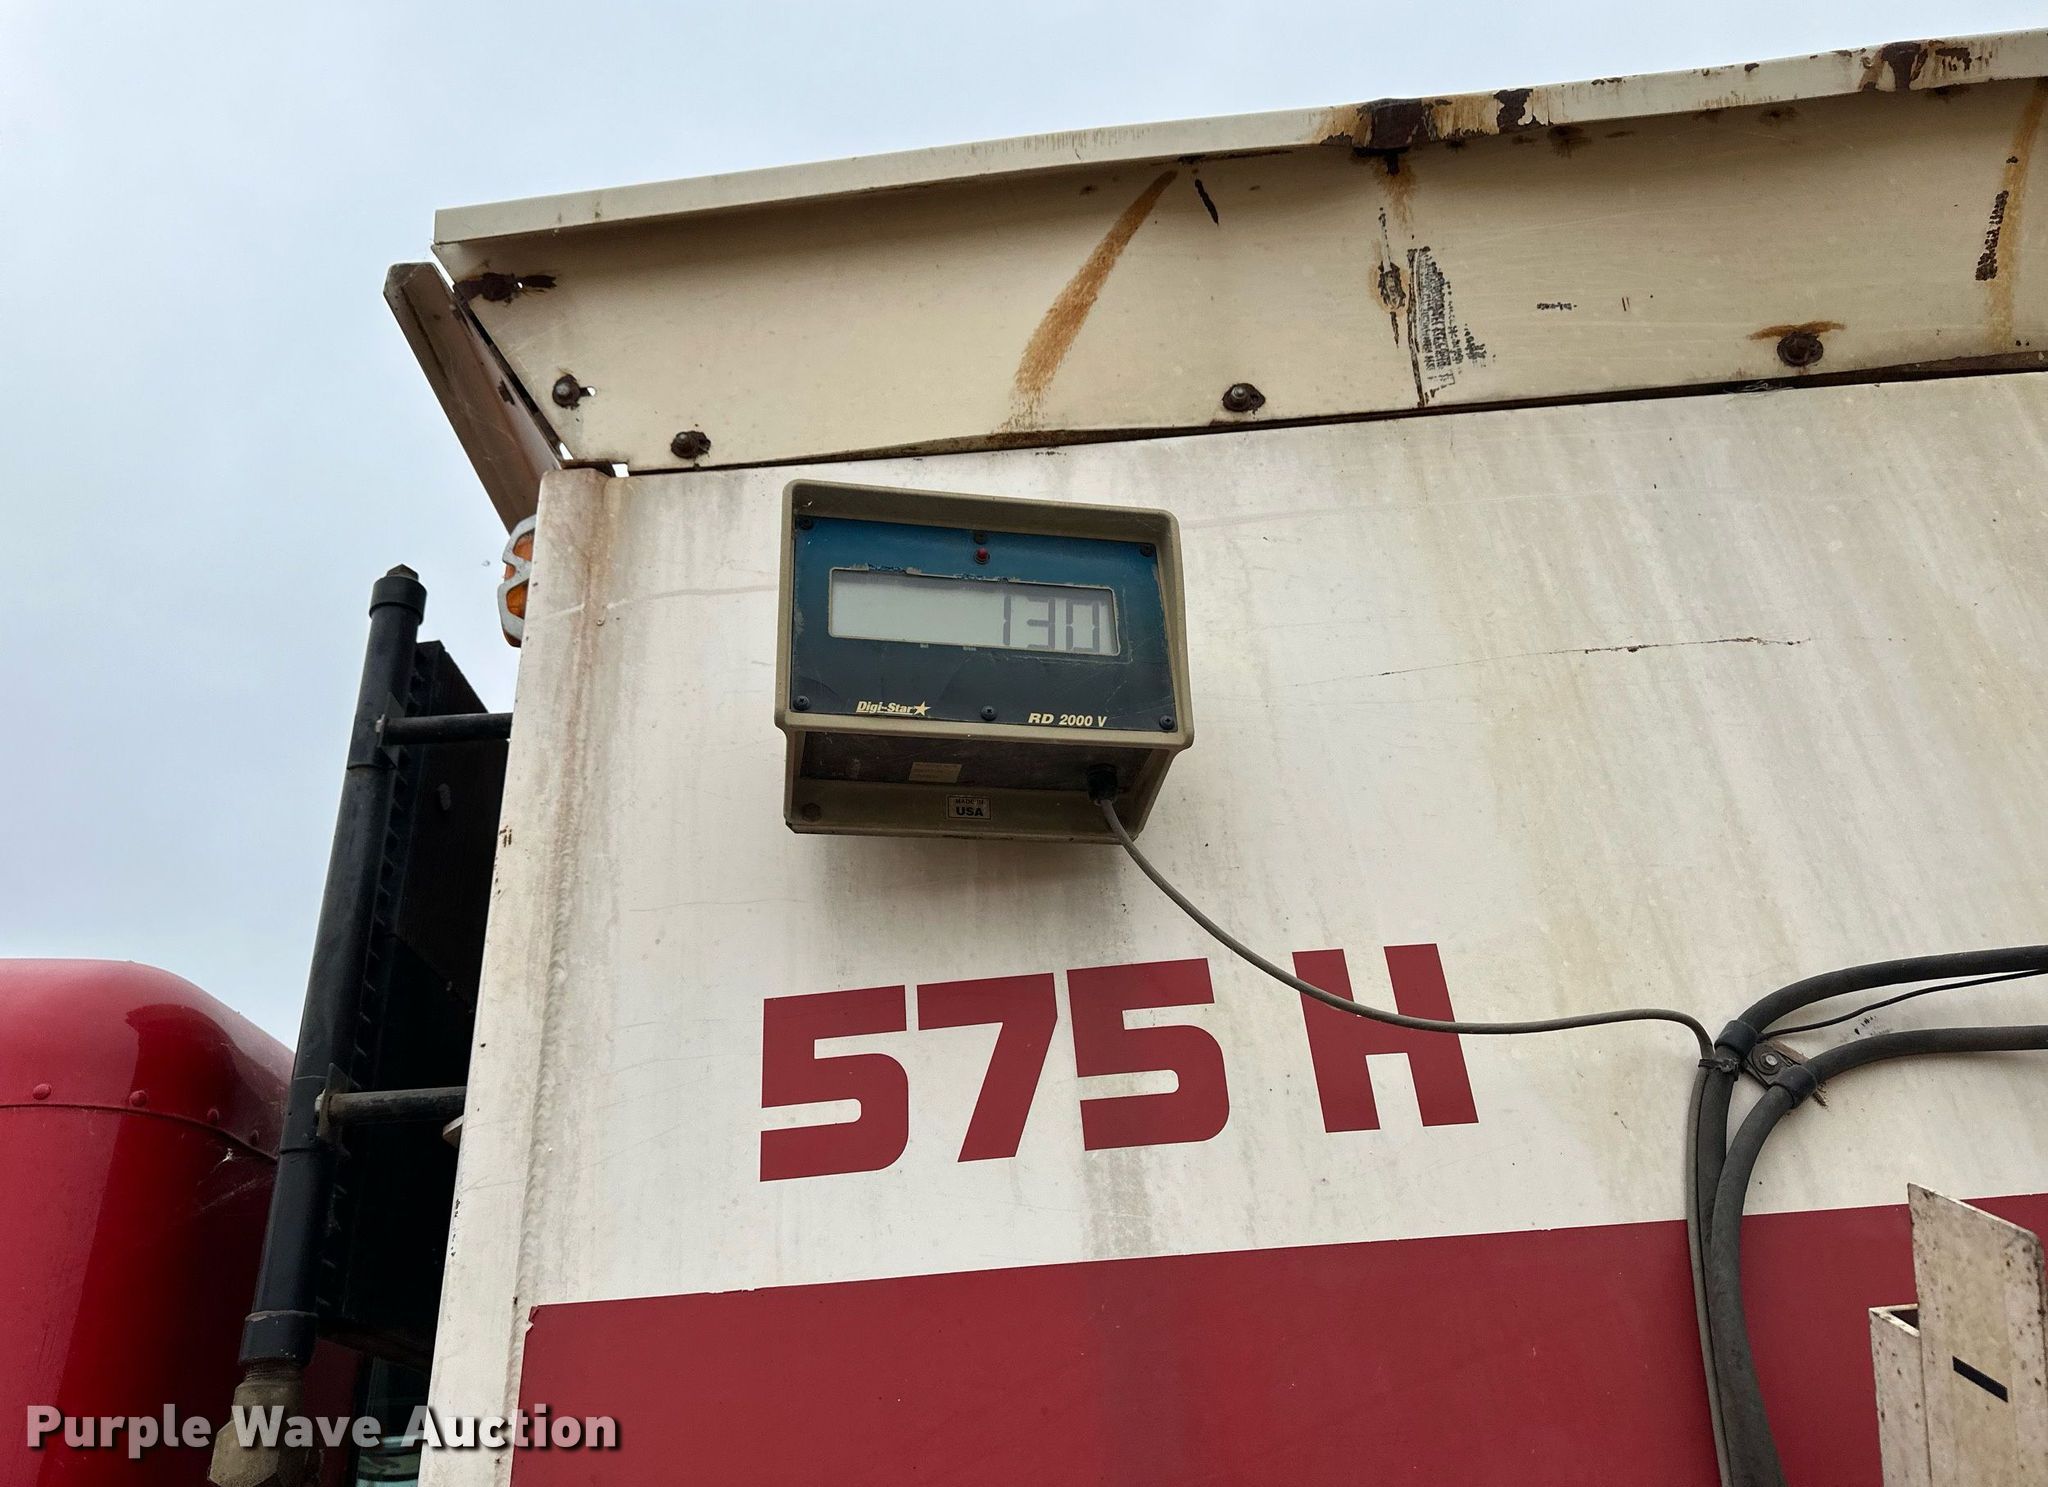 130
Digi-Star
RD 2000 V
MADE IN
USA
575 H
Purple Wave Auction